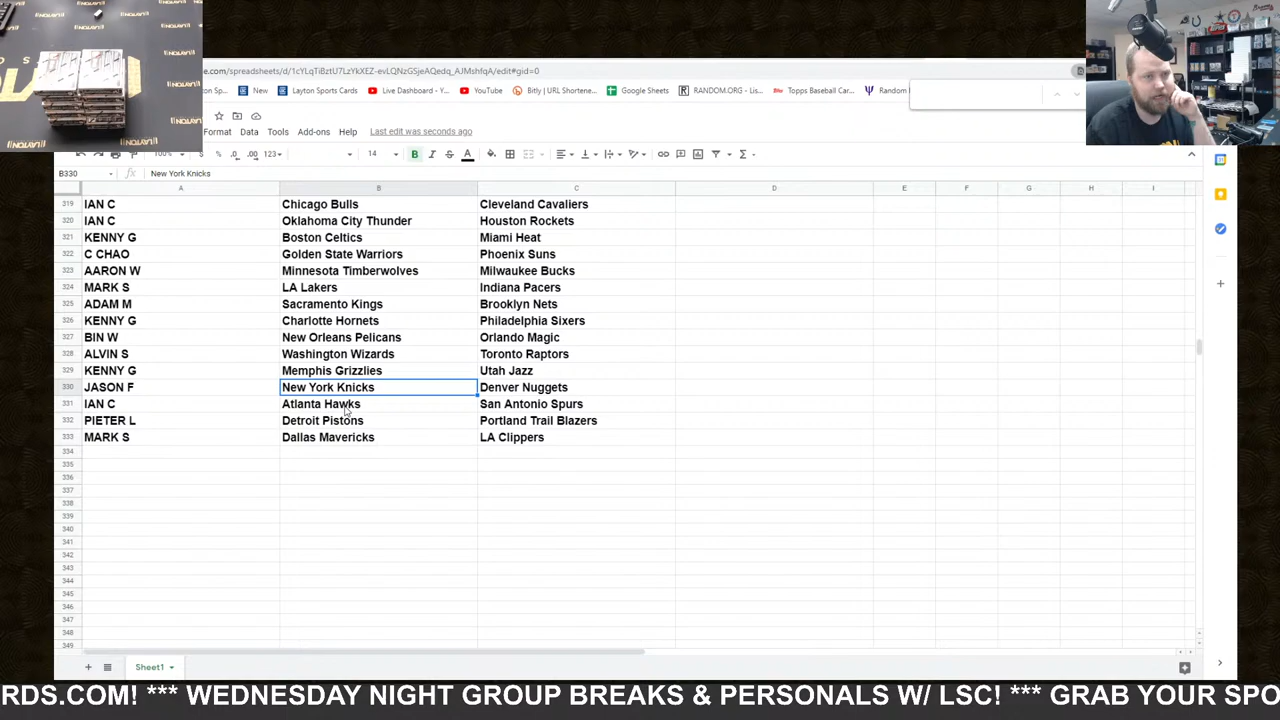 e.com/spreadsheets/d/1cYLqTiBztU7LzYkXEZ-evLQNzGSjeAQedq_AJMshfqA/edit#gid=0
on Sp... New Layton Sports Cards Live Dashboard - Y... YouTube Bitly | URL Shortene... Google Sheets RANDOM.ORG - Lis... Topps Baseball Car... Random
Format Data Tools Add-ons Help Last edit was seconds ago
100% % .0 .00 123 14 B I S A
B330 fx New York Knicks
A B C D E F G H I
319 IAN C Chicago Bulls Cleveland Cavaliers
320 IAN C Oklahoma City Thunder Houston Rockets
321 KENNY G Boston Celtics Miami Heat
322 C CHAO Golden State Warriors Phoenix Suns
323 AARON W Minnesota Timberwolves Milwaukee Bucks
324 MARK S LA Lakers Indiana Pacers
325 ADAM M Sacramento Kings Brooklyn Nets
326 KENNY G Charlotte Hornets Philadelphia Sixers
327 BIN W New Orleans Pelicans Orlando Magic
328 ALVIN S Washington Wizards Toronto Raptors
329 KENNY G Memphis Grizzlies Utah Jazz
330 JASON F New York Knicks Denver Nuggets
331 IAN C Atlanta Hawks San Antonio Spurs
332 PIETER L Detroit Pistons Portland Trail Blazers
333 MARK S Dallas Mavericks LA Clippers
334
335
336
337
338
339
340
341
342
343
344
345
346
347
348
349
Sheet1
RDS.COM! *** WEDNESDAY NIGHT GROUP BREAKS & PERSONALS W/ LSC! *** GRAB YOUR SPO